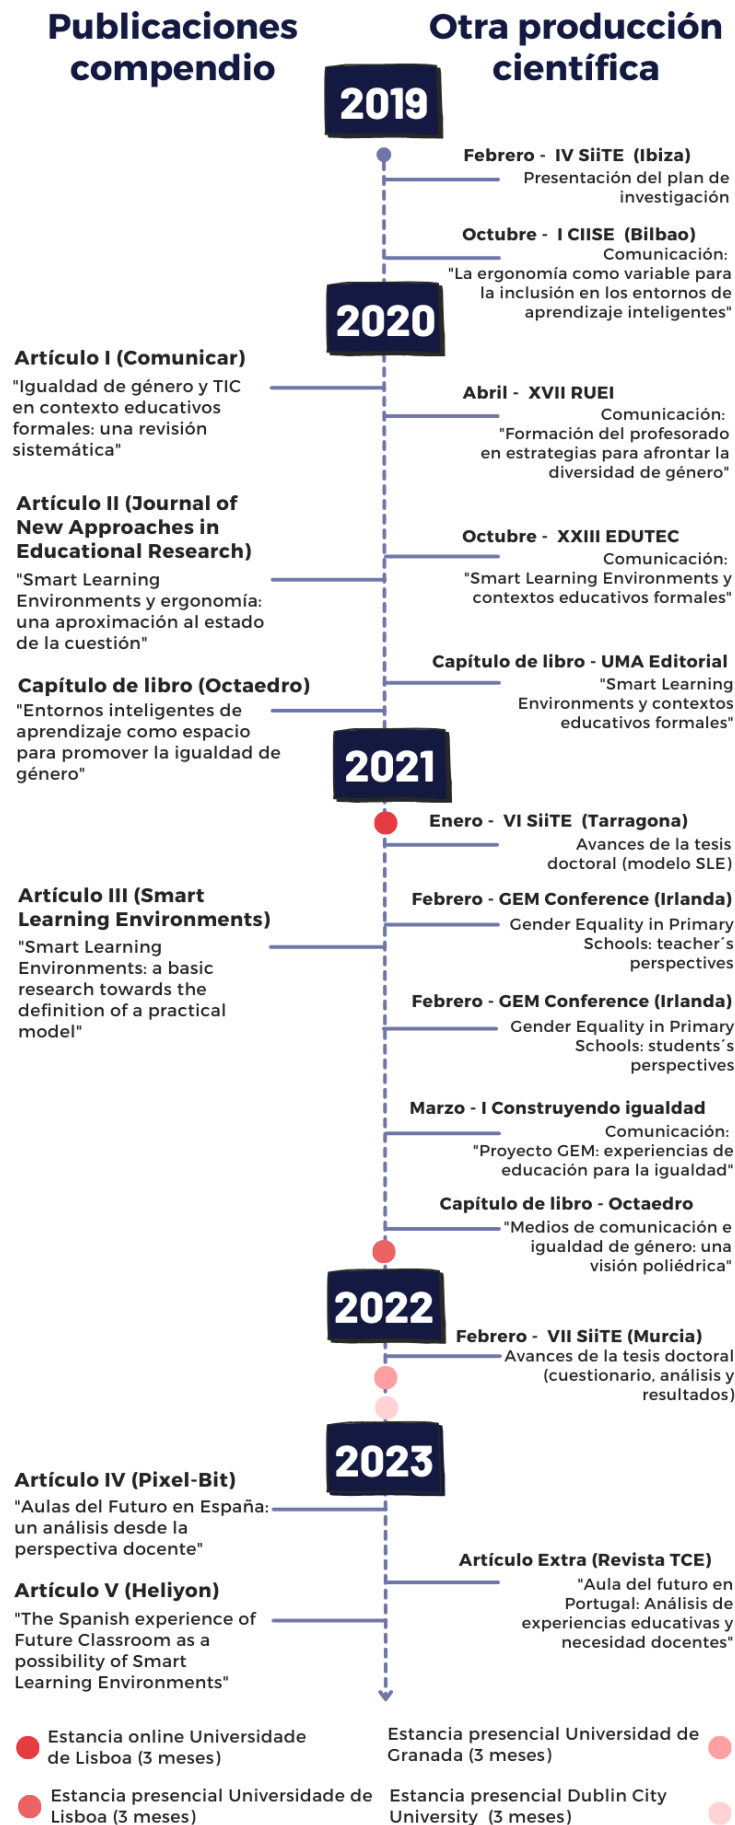 Publicaciones
compendio
Otra producción
científica
2019
Febrero - IV SiiTE (Ibiza)
Presentación del plan de
investigación
Octubre - I CIISE (Bilbao)
Comunicación:
"La ergonomía como variable para
la inclusión en los entornos de
aprendizaje inteligentes"
2020
Artículo I (Comunicar)
"Igualdad de género y TIC
en contexto educativos
formales: una revisión
sistemática"
Abril - XVII RUEI
Comunicación:
"Formación del profesorado
en estrategias para afrontar la
diversidad de género"
Artículo II (Journal of
New Approaches in
Educational Research)
"Smart Learning
Environments y ergonomía:
una aproximación al estado
de la cuestión"
Octubre - XXIII EDUTEC
Comunicación:
"Smart Learning Environments y
contextos educativos formales"
Capítulo de libro - UMA Editorial
"Smart Learning
Environments y contextos
educativos formales"
Capítulo de libro (Octaedro)
"Entornos inteligentes de
aprendizaje como espacio
para promover la igualdad de
género"
2021
Enero - VI SiiTE (Tarragona)
Avances de la tesis
doctoral (modelo SLE)
Artículo III (Smart
Learning Environments)
"Smart Learning
Environments: a basic
research towards the
definition of a practical
model"
Febrero - GEM Conference (Irlanda)
Gender Equality in Primary
Schools: teacher´s
perspectives
Febrero - GEM Conference (Irlanda)
Gender Equality in Primary
Schools: students´s
perspectives
Marzo - I Construyendo igualdad
Comunicación:
"Proyecto GEM: experiencias de
educación para la igualdad"
Capítulo de libro - Octaedro
"Medios de comunicación e
igualdad de género: una
visión poliédrica"
2022
Febrero - VII SiiTE (Murcia)
Avances de la tesis doctoral
(cuestionario, análisis y
resultados)
2023
Artículo IV (Pixel-Bit)
"Aulas del Futuro en España:
un análisis desde la
perspectiva docente"
Artículo Extra (Revista TCE)
"Aula del futuro en
Portugal: Análisis de
experiencias educativas y
necesidad docentes"
Artículo V (Heliyon)
"The Spanish experience of
Future Classroom as a
possibility of Smart
Learning Environments"
Estancia online Universidade
de Lisboa (3 meses)
Estancia presencial Universidad de
Granada (3 meses)
Estancia presencial Universidade de
Lisboa (3 meses)
Estancia presencial Dublin City
University (3 meses)